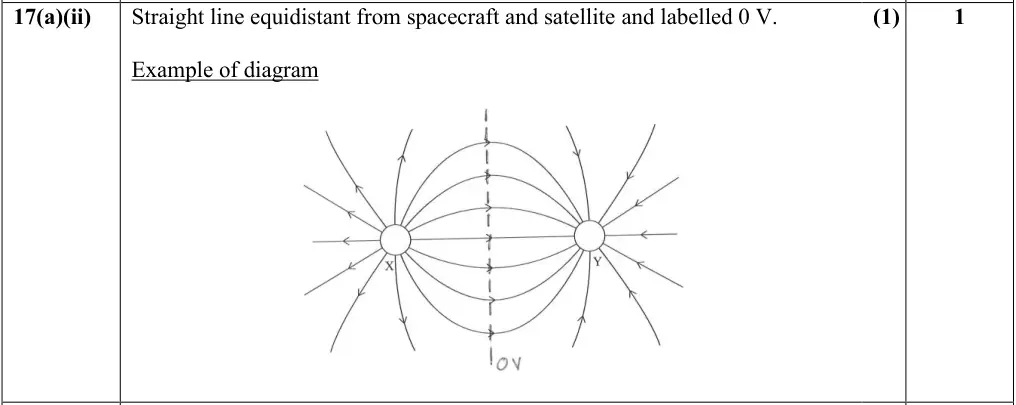 17(a)(ii) Straight line equidistant from spacecraft and satellite and labelled 0 V. (1) 1
Example of diagram
X Y
0V